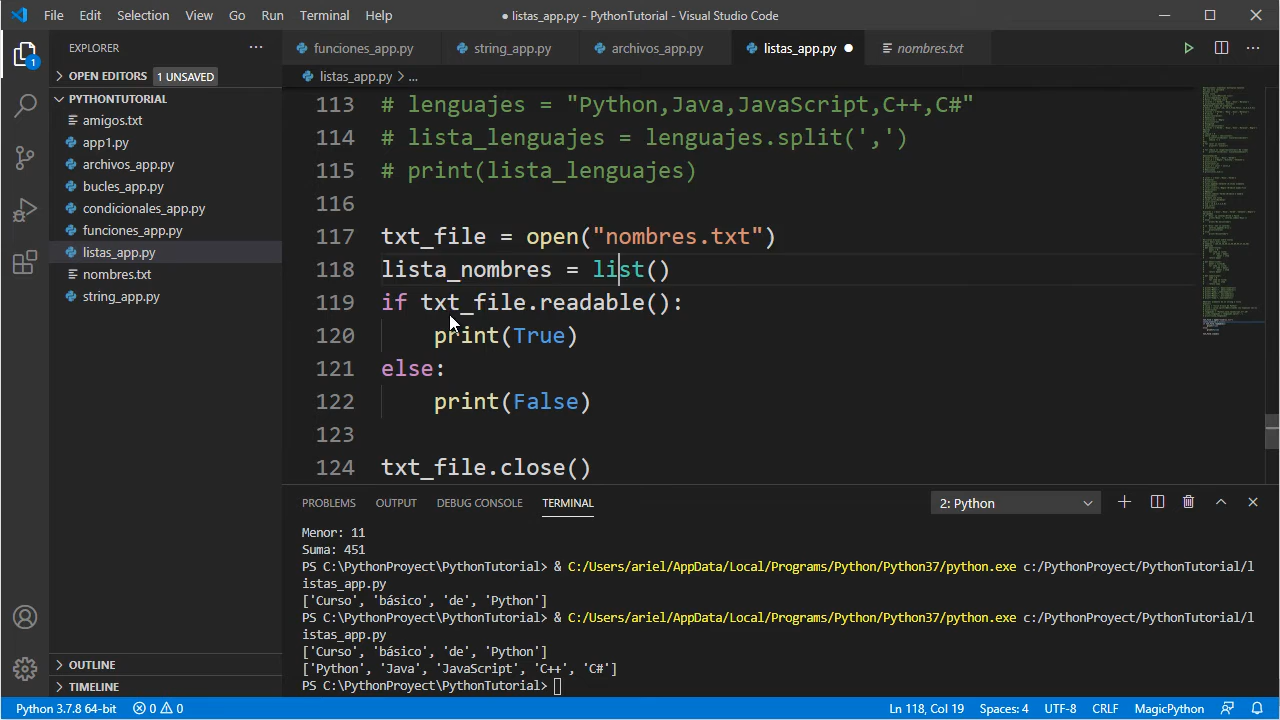 File Edit Selection View Go Run Terminal Help
● listas_app.py - PythonTutorial - Visual Studio Code
EXPLORER
funciones_app.py string_app.py archivos_app.py listas_app.py nombres.txt
OPEN EDITORS 1 UNSAVED
listas_app.py > ...
PYTHONTUTORIAL
amigos.txt
app1.py
archivos_app.py
bucles_app.py
condicionales_app.py
funciones_app.py
listas_app.py
nombres.txt
string_app.py
OUTLINE
TIMELINE
1
113 # lenguajes = "Python,Java,JavaScript,C++,C#"
114 # lista_lenguajes = lenguajes.split(',')
115 # print(lista_lenguajes)
116
117 txt_file = open("nombres.txt")
118 lista_nombres = list()
119 if txt_file.readable():
120 print(True)
121 else:
122 print(False)
123
124 txt_file.close()
PROBLEMS OUTPUT DEBUG CONSOLE TERMINAL
2: Python
Menor: 11
Suma: 451
PS C:\PythonProyect\PythonTutorial> & C:/Users/ariel/AppData/Local/Programs/Python/Python37/python.exe c:/PythonProyect/PythonTutorial/l
istas_app.py
['Curso', 'básico', 'de', 'Python']
PS C:\PythonProyect\PythonTutorial> & C:/Users/ariel/AppData/Local/Programs/Python/Python37/python.exe c:/PythonProyect/PythonTutorial/l
istas_app.py
['Curso', 'básico', 'de', 'Python']
['Python', 'Java', 'JavaScript', 'C++', 'C#']
PS C:\PythonProyect\PythonTutorial>
Python 3.7.8 64-bit 0 0 Ln 118, Col 19 Spaces: 4 UTF-8 CRLF MagicPython